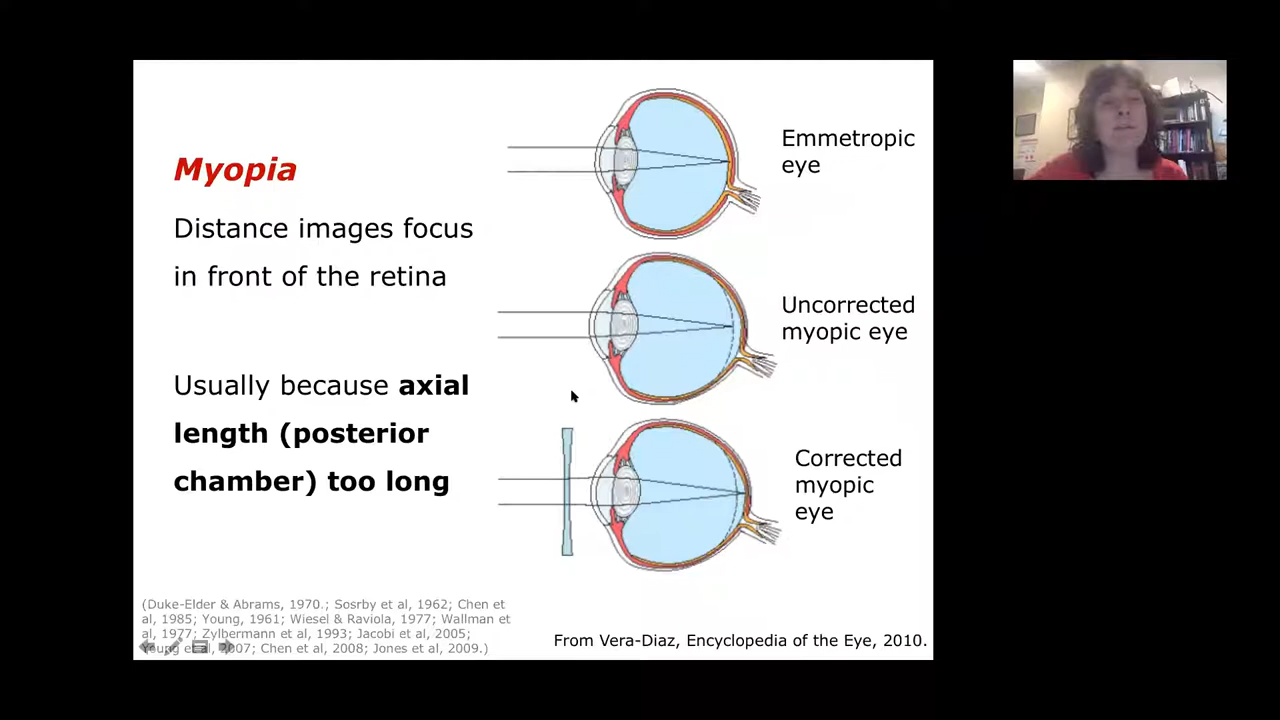 Myopia
Distance images focus
in front of the retina
Usually because axial
length (posterior
chamber) too long
Emmetropic
eye
Uncorrected
myopic eye
Corrected
myopic
eye
(Duke-Elder & Abrams, 1970.; Sosrby et al, 1962; Chen et
al, 1985; Young, 1961; Wiesel & Raviola, 1977; Wallman et
al, 1977; Zylbermann et al, 1993; Jacobi et al, 2005;
Young et al, 2007; Chen et al, 2008; Jones et al, 2009.)
From Vera-Diaz, Encyclopedia of the Eye, 2010.